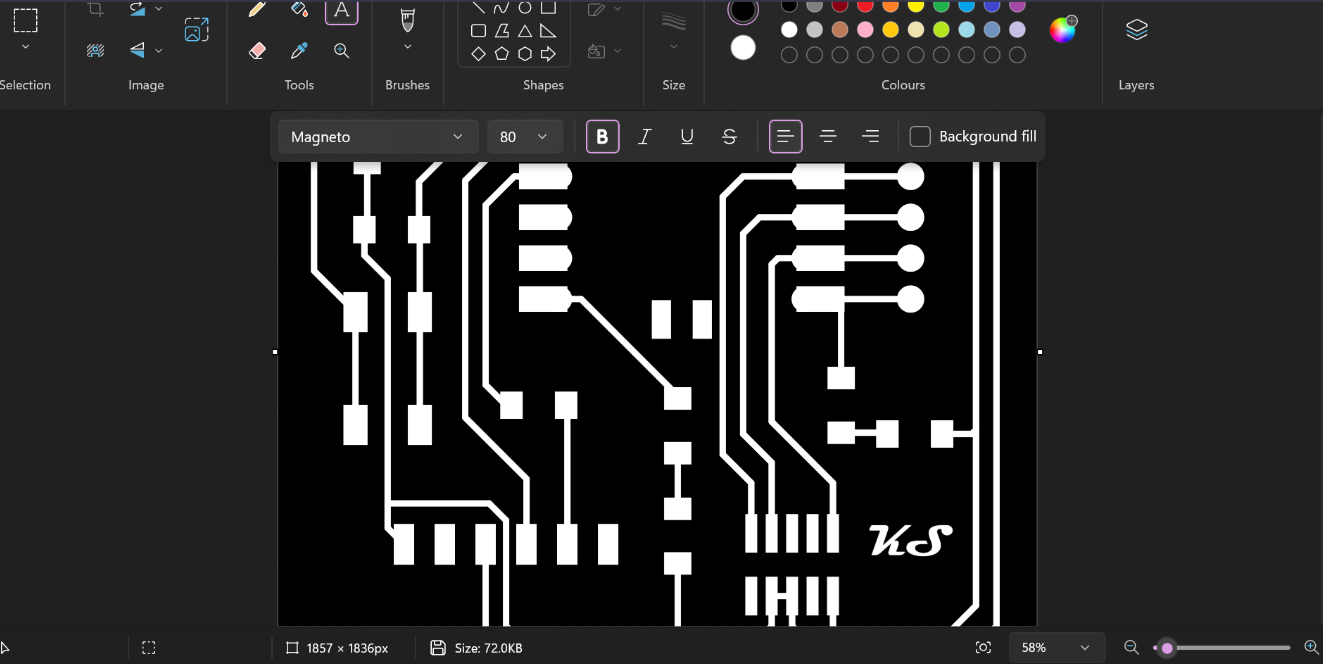 Selection
Image
Tools
Brushes
Shapes
Size
Colours
Layers
Magneto
80
B I U S
Background fill
KS
1857 × 1836px
Size: 72.0KB
58%